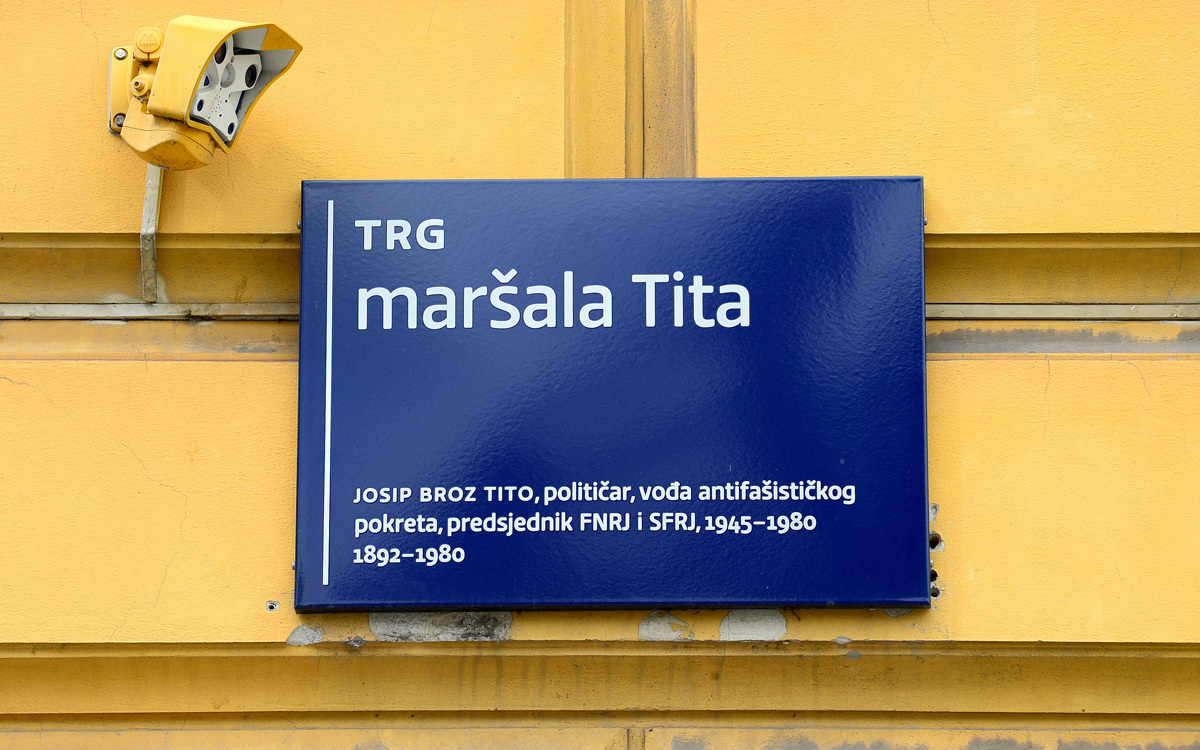 TRG
maršala Tita
JOSIP BROZ TITO, političar, vođa antifašističkog
pokreta, predsjednik FNRJ i SFRJ, 1945–1980
1892–1980